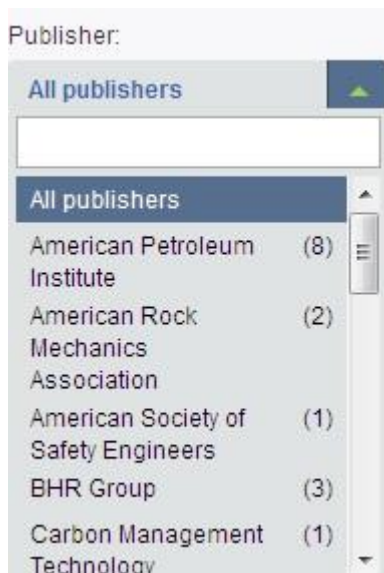 Publisher:
All publishers
All publishers
American Petroleum (8)
Institute
American Rock (2)
Mechanics
Association
American Society of (1)
Safety Engineers
BHR Group (3)
Carbon Management (1)
Technology